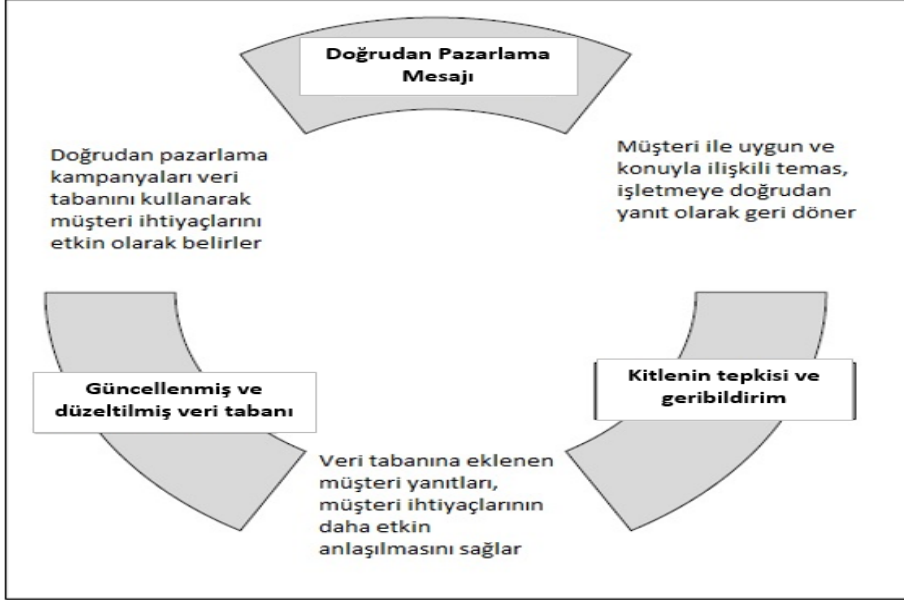 Doğrudan Pazarlama
Mesajı
Müşteri ile uygun ve
konuyla ilişkili temas,
işletmeye doğrudan
yanıt olarak geri döner
Kitlenin tepkisi ve
geribildirim
Veri tabanına eklenen
müşteri yanıtları,
müşteri ihtiyaçlarının
daha etkin
anlaşılmasını sağlar
Güncellenmiş ve
düzeltilmiş veri tabanı
Doğrudan pazarlama
kampanyaları veri
tabanını kullanarak
müşteri ihtiyaçlarını
etkin olarak belirler